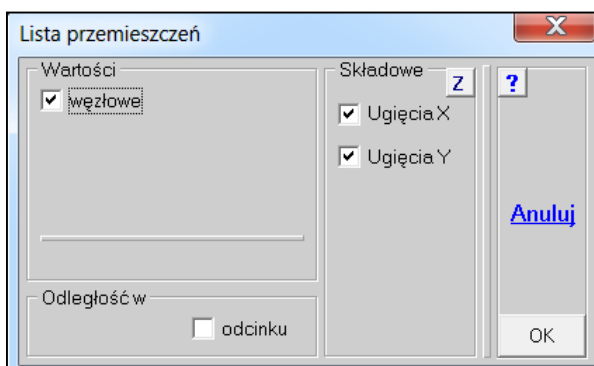 Lista przemieszczeń
X
Wartości
węzłowe
Składowe
Z
Ugięcia X
Ugięcia Y
?
Anuluj
Odległość w
odcinku
OK